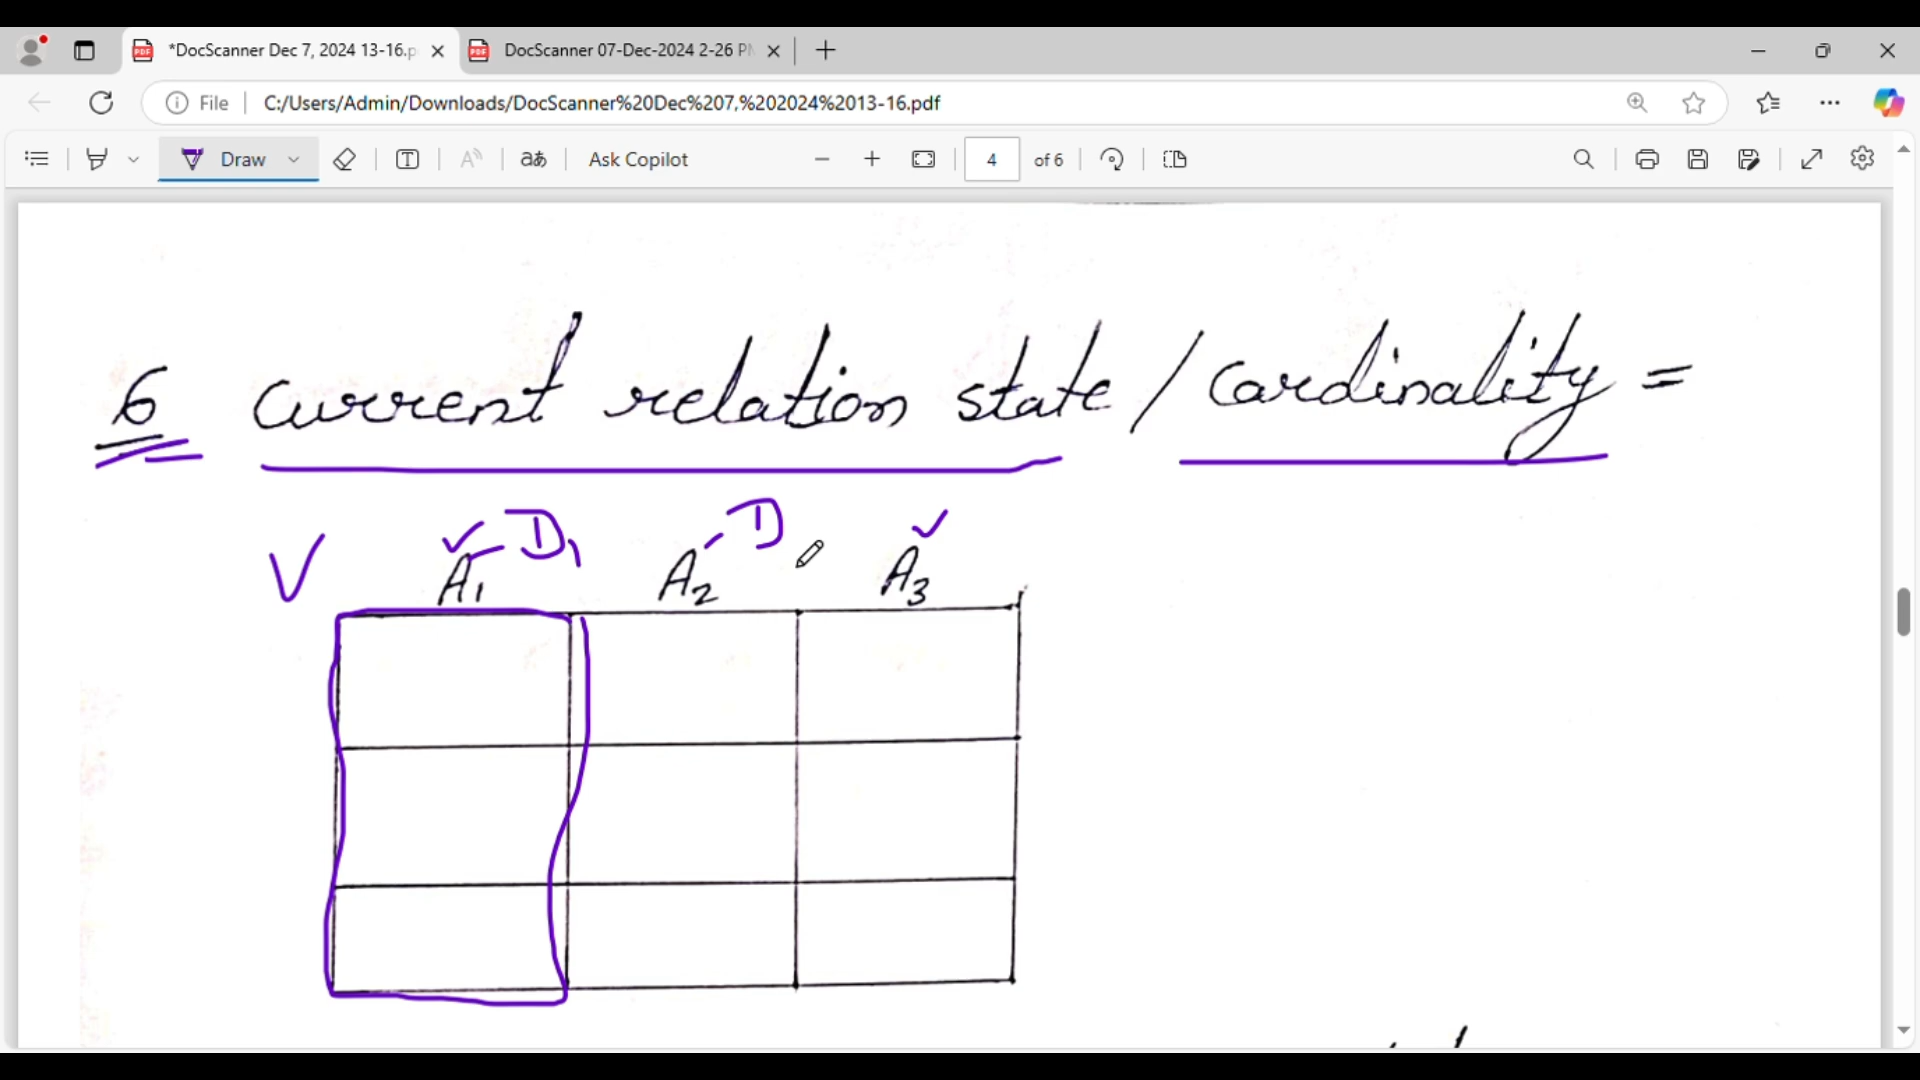 *DocScanner Dec 7, 2024 13-16.p
DocScanner 07-Dec-2024 2-26 PM
File
C:/Users/Admin/Downloads/DocScanner%20Dec%207,%202024%2013-16.pdf
Draw
Ask Copilot
4 of 6
6 current relation state / cardinality =
D1 D
V A1 A2 A3